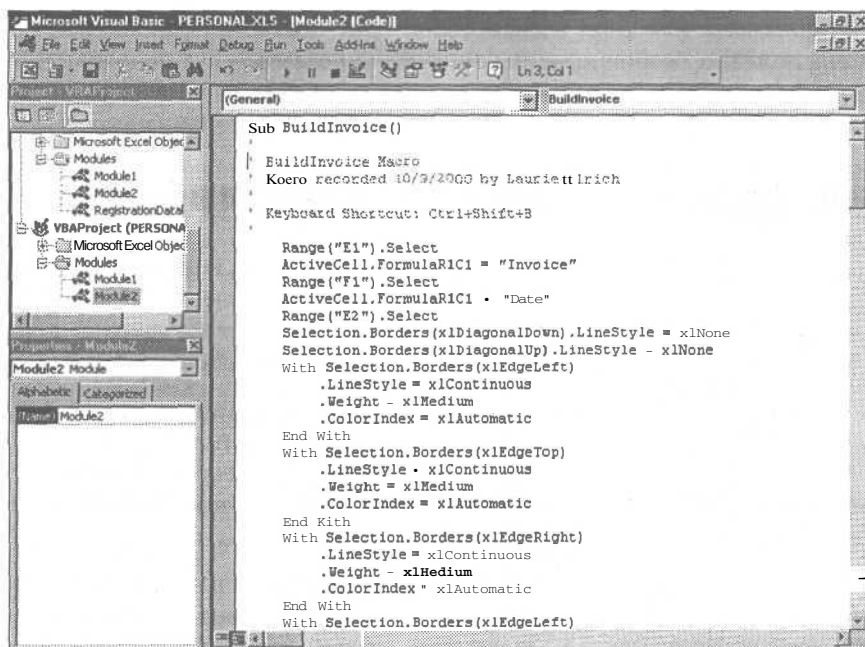 Microsoft Visual Basic - PERSONAL.XLS - [Module2 [Code]]
File Edit View Insert Format Debug Run Tools Add-Ins Window Help
Ln 3, Col 1
Project - VBAProject
(General)
BuildInvoice
Microsoft Excel Objec
Modules
Module1
Module2
RegistrationDatal
VBAProject (PERSONA
Microsoft Excel Objec
Modules
Module1
Module2
Properties - Module2
Module2 Module
Alphabetic Categorized
(Name) Module2
Sub BuildInvoice()
'
' BuildInvoice Macro
' Koero recorded 10/9/2000 by Laurie tt lrich
'
' Keyboard Shortcut: Ctrl+Shift+B
'
Range("E1").Select
ActiveCell.FormulaR1C1 = "Invoice"
Range("F1").Select
ActiveCell.FormulaR1C1 • "Date"
Range("E2").Select
Selection.Borders(xlDiagonalDown).LineStyle = xlNone
Selection.Borders(xlDiagonalUp).LineStyle - xlNone
With Selection.Borders(xlEdgeLeft)
.LineStyle = xlContinuous
.Weight - xlMedium
.ColorIndex = xlAutomatic
End With
With Selection.Borders(xlEdgeTop)
.LineStyle • xlContinuous
.Weight = xlMedium
.ColorIndex = xlAutomatic
End Kith
With Selection.Borders(xlEdgeRight)
.LineStyle = xlContinuous
.Weight - xlHedium
.ColorIndex " xlAutomatic
End With
With Selection.Borders(xlEdgeLeft)